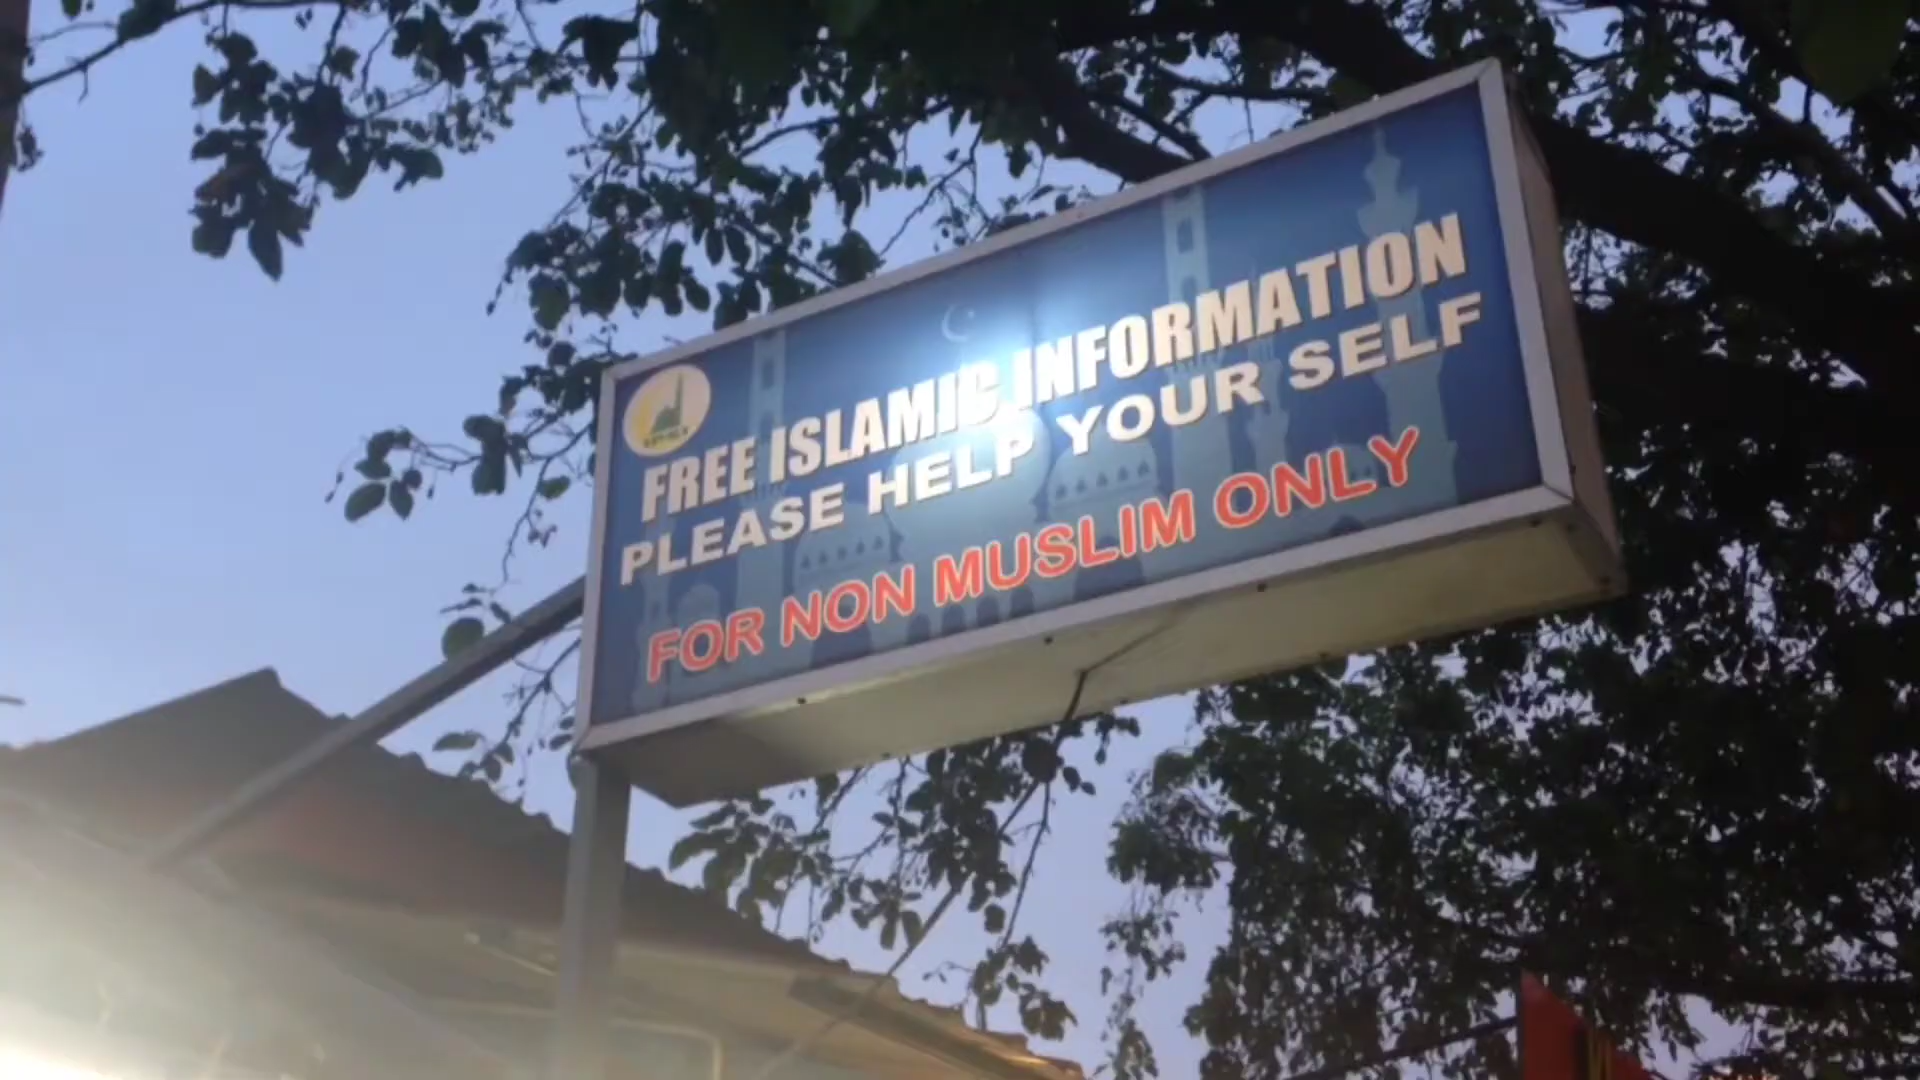 FREE ISLAMIC INFORMATION
PLEASE HELP YOUR SELF
FOR NON MUSLIM ONLY